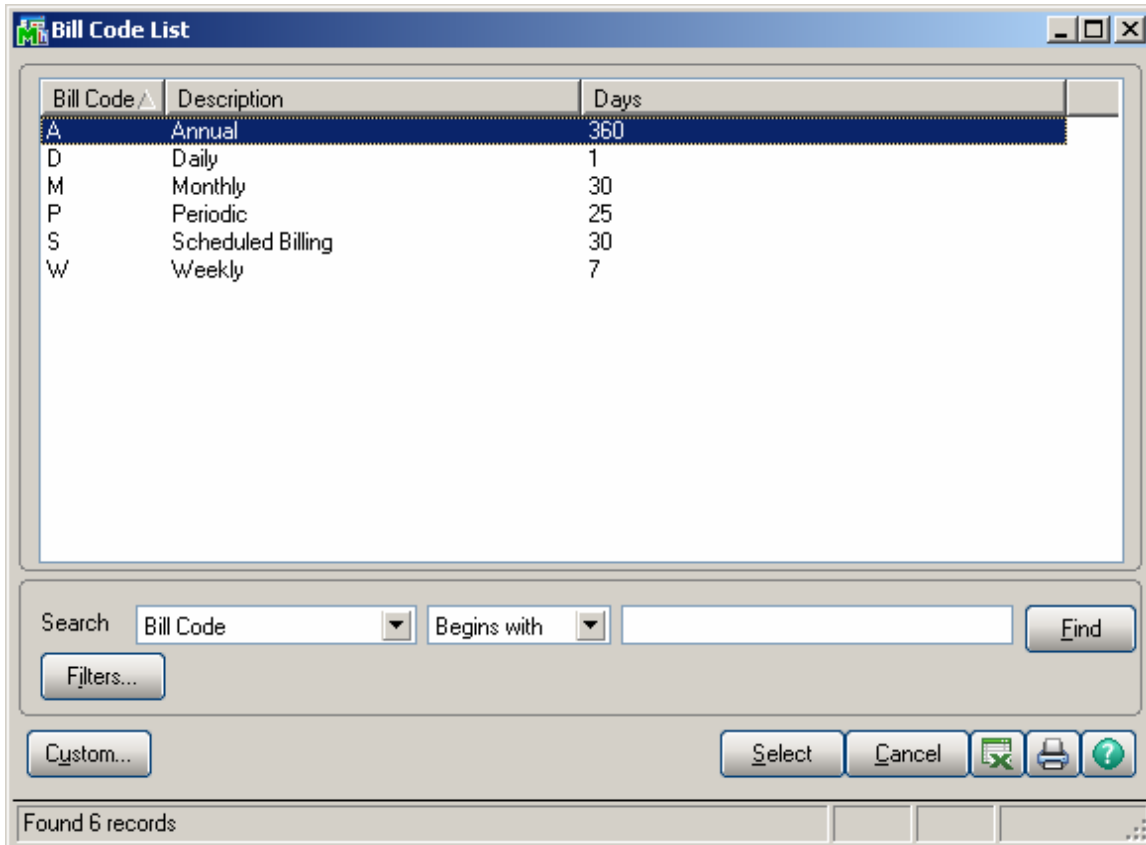 Bill Code List
Bill Code Description Days
A Annual 360
D Daily 1
M Monthly 30
P Periodic 25
S Scheduled Billing 30
W Weekly 7
Search Bill Code Begins with Find
Filters...
Custom... Select Cancel
Found 6 records